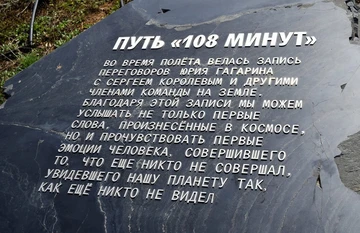 ПУТЬ «108 МИНУТ»
ВО ВРЕМЯ ПОЛЁТА ВЕЛАСЬ ЗАПИСЬ
ПЕРЕГОВОРОВ ЮРИЯ ГАГАРИНА
С СЕРГЕЕМ КОРОЛЕВЫМ И ДРУГИМИ
ЧЛЕНАМИ КОМАНДЫ НА ЗЕМЛЕ.
БЛАГОДАРЯ ЭТОЙ ЗАПИСИ МЫ МОЖЕМ
УСЛЫШАТЬ НЕ ТОЛЬКО ПЕРВЫЕ
СЛОВА, ПРОИЗНЕСЁННЫЕ В КОСМОСЕ,
НО И ПРОЧУВСТВОВАТЬ ПЕРВЫЕ
ЭМОЦИИ ЧЕЛОВЕКА, СОВЕРШИВШЕГО
ТО, ЧТО ЕЩЕ НИКТО НЕ СОВЕРШАЛ,
УВИДЕВШЕГО НАШУ ПЛАНЕТУ ТАК,
КАК ЕЩЁ НИКТО НЕ ВИДЕЛ